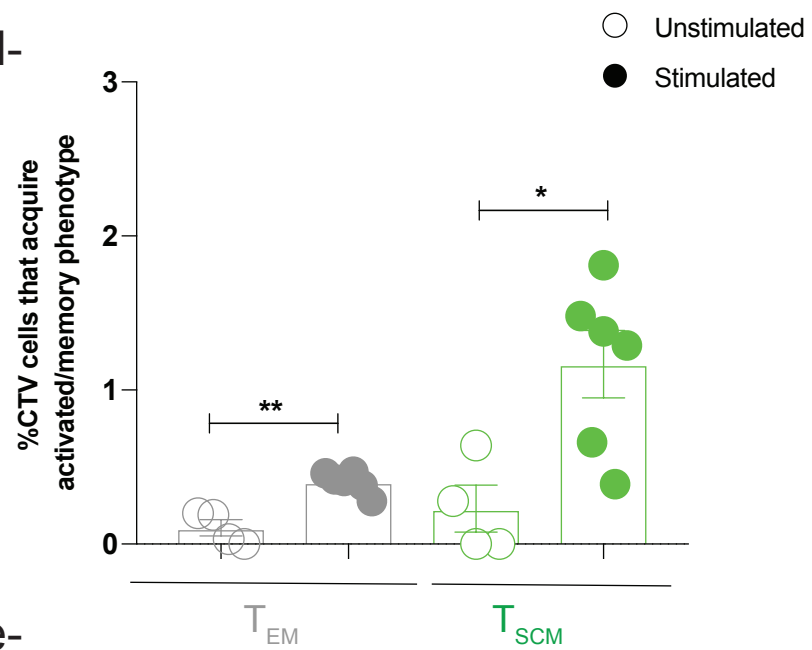 l-
Unstimulated
Stimulated
%CTV cells that acquire
activated/memory phenotype
3
2
1
0
**
*
TEM
TSCM
e-